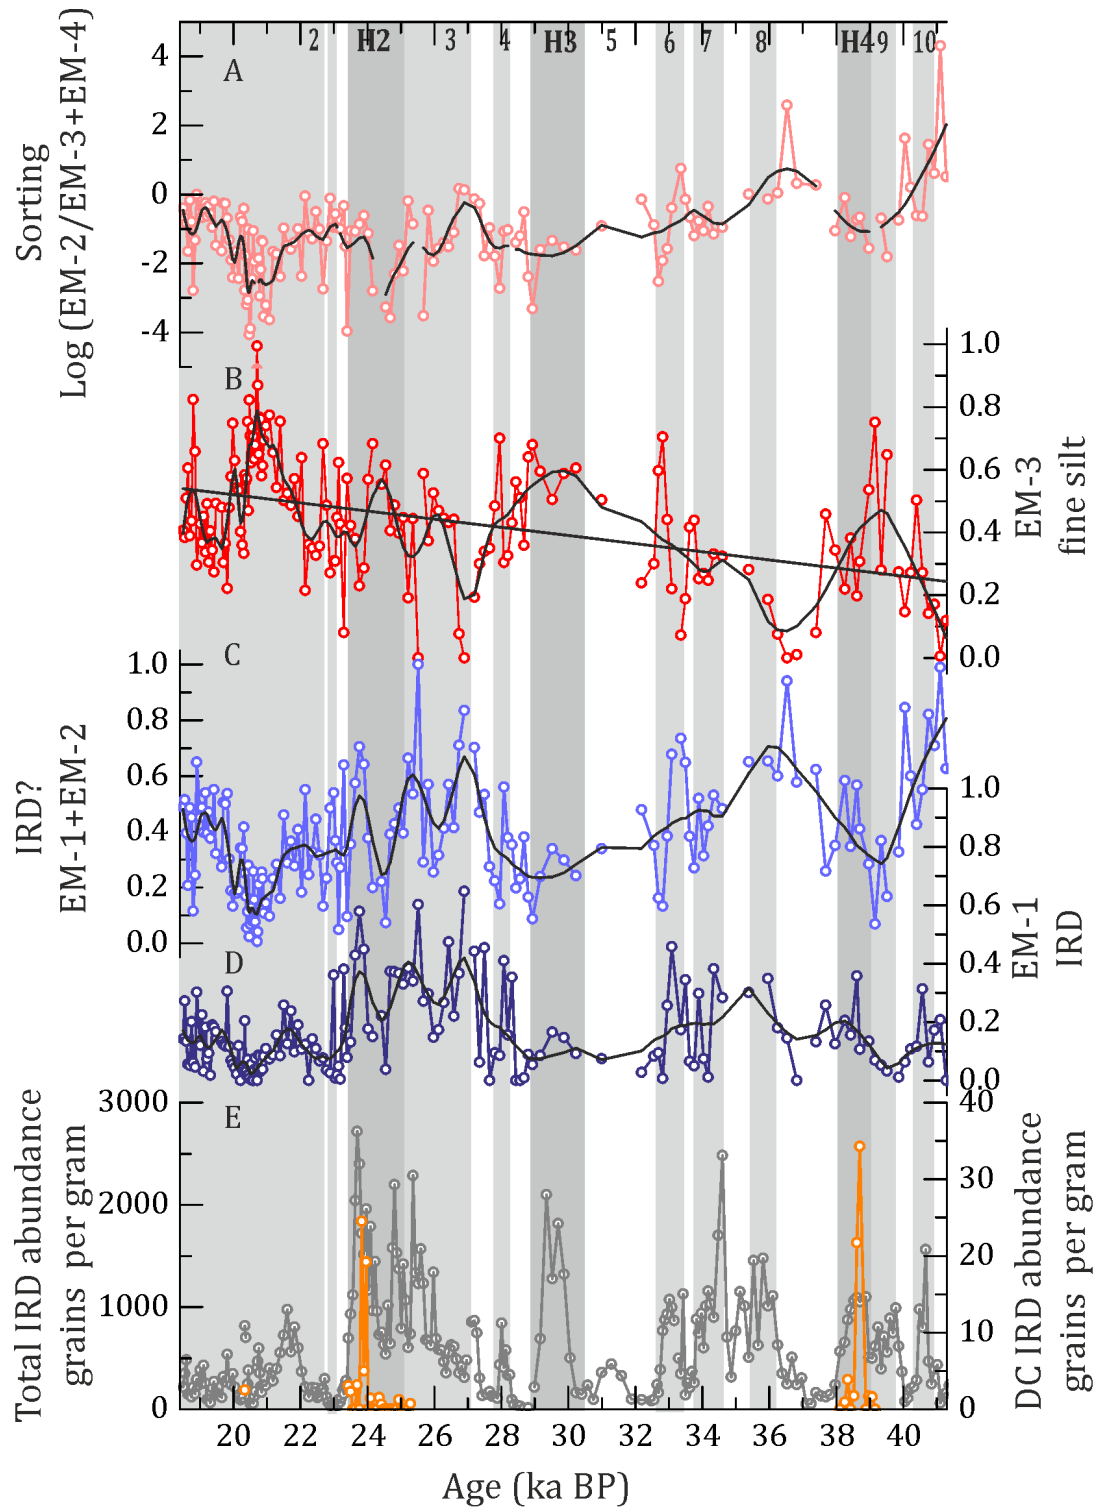 2 H2 3 4 H3 5 6 7 8 H4 9 10
A
4
2
0
-2
-4
Sorting
Log (EM-2/EM-3+EM-4)
B
1.0
0.8
0.6
0.4
0.2
0.0
EM-3
fine silt
C
1.0
0.8
0.6
0.4
0.2
0.0
IRD?
EM-1+EM-2
D
1.0
0.8
0.6
0.4
0.2
0.0
EM-1
IRD
E
3000
2000
1000
0
Total IRD abundance
grains per gram
40
30
20
10
0
DC IRD abundance
grains per gram
20 22 24 26 28 30 32 34 36 38 40
Age (ka BP)